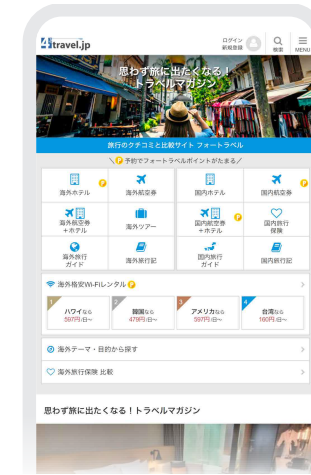 4travel.jp
ログイン
新規登録
検索
MENU
思わず旅に出たくなる！
トラベルマガジン
旅行のクチコミと比較サイト フォートラベル
＼ P 予約でフォートラベルポイントがたまる／
海外ホテル
海外航空券
P
国内ホテル
国内航空券
P
海外航空券
+ホテル
海外ツアー
国内航空券
+ホテル
P
国内旅行
保険
海外旅行
ガイド
海外旅行記
国内旅行
ガイド
国内旅行記
海外格安Wi-Fiレンタル P
1
ハワイなら
597円/日〜
2
韓国なら
479円/日〜
3
アメリカなら
597円/日〜
4
台湾なら
160円/日〜
海外テーマ・目的から探す
海外旅行保険 比較
思わず旅に出たくなる！トラベルマガジン